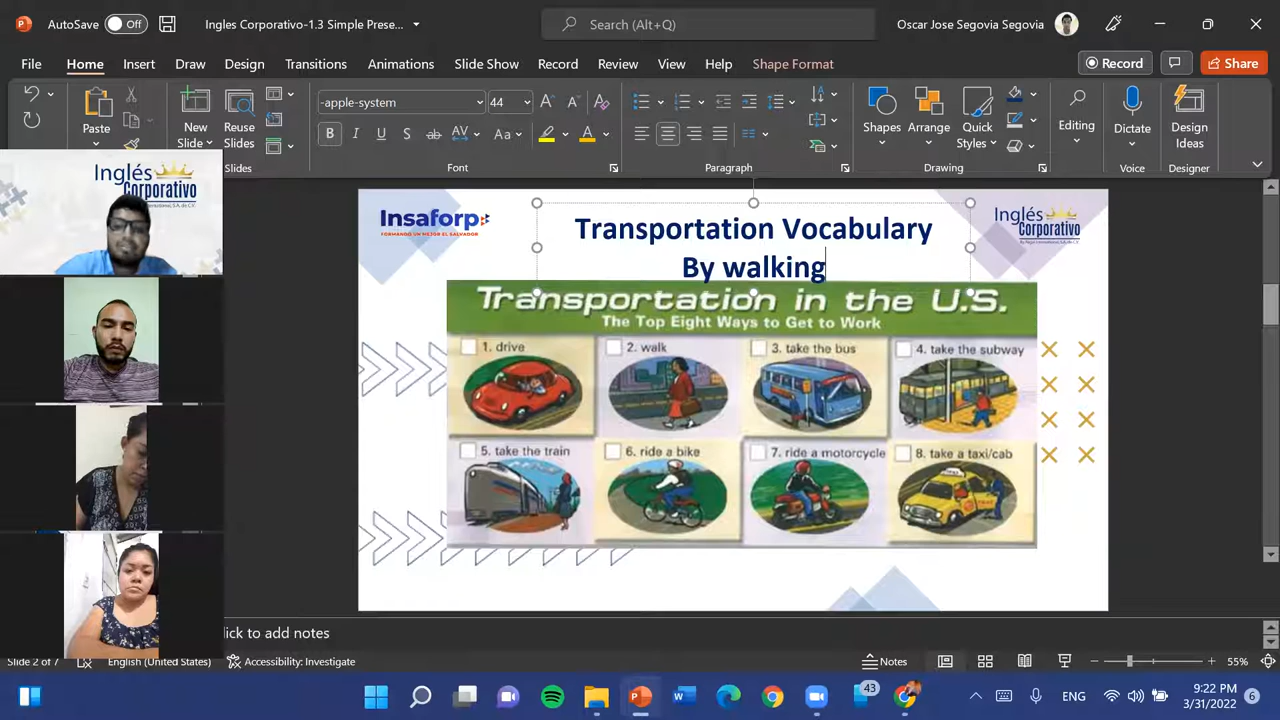 AutoSave Off Ingles Corporativo-1.3 Simple Prese... Search (Alt+Q) Oscar Jose Segovia Segovia
File Home Insert Draw Design Transitions Animations Slide Show Record Review View Help Shape Format Record Share
-apple-system 44
Paste New Slide Reuse Slides Shapes Arrange Quick Styles Editing Dictate Design Ideas
Slides Font Paragraph Drawing Voice Designer
Inglés Corporativo
Insaforp
FORMANDO UN MEJOR EL SALVADOR
Inglés Corporativo
Transportation Vocabulary
By walking
Transportation in the U.S.
The Top Eight Ways to Get to Work
1. drive 2. walk 3. take the bus 4. take the subway
5. take the train 6. ride a bike 7. ride a motorcycle 8. take a taxi/cab
TAXI
lick to add notes
Slide 2 of 7 English (United States) Accessibility: Investigate Notes 55%
43 ENG 9:22 PM 6
3/31/2022